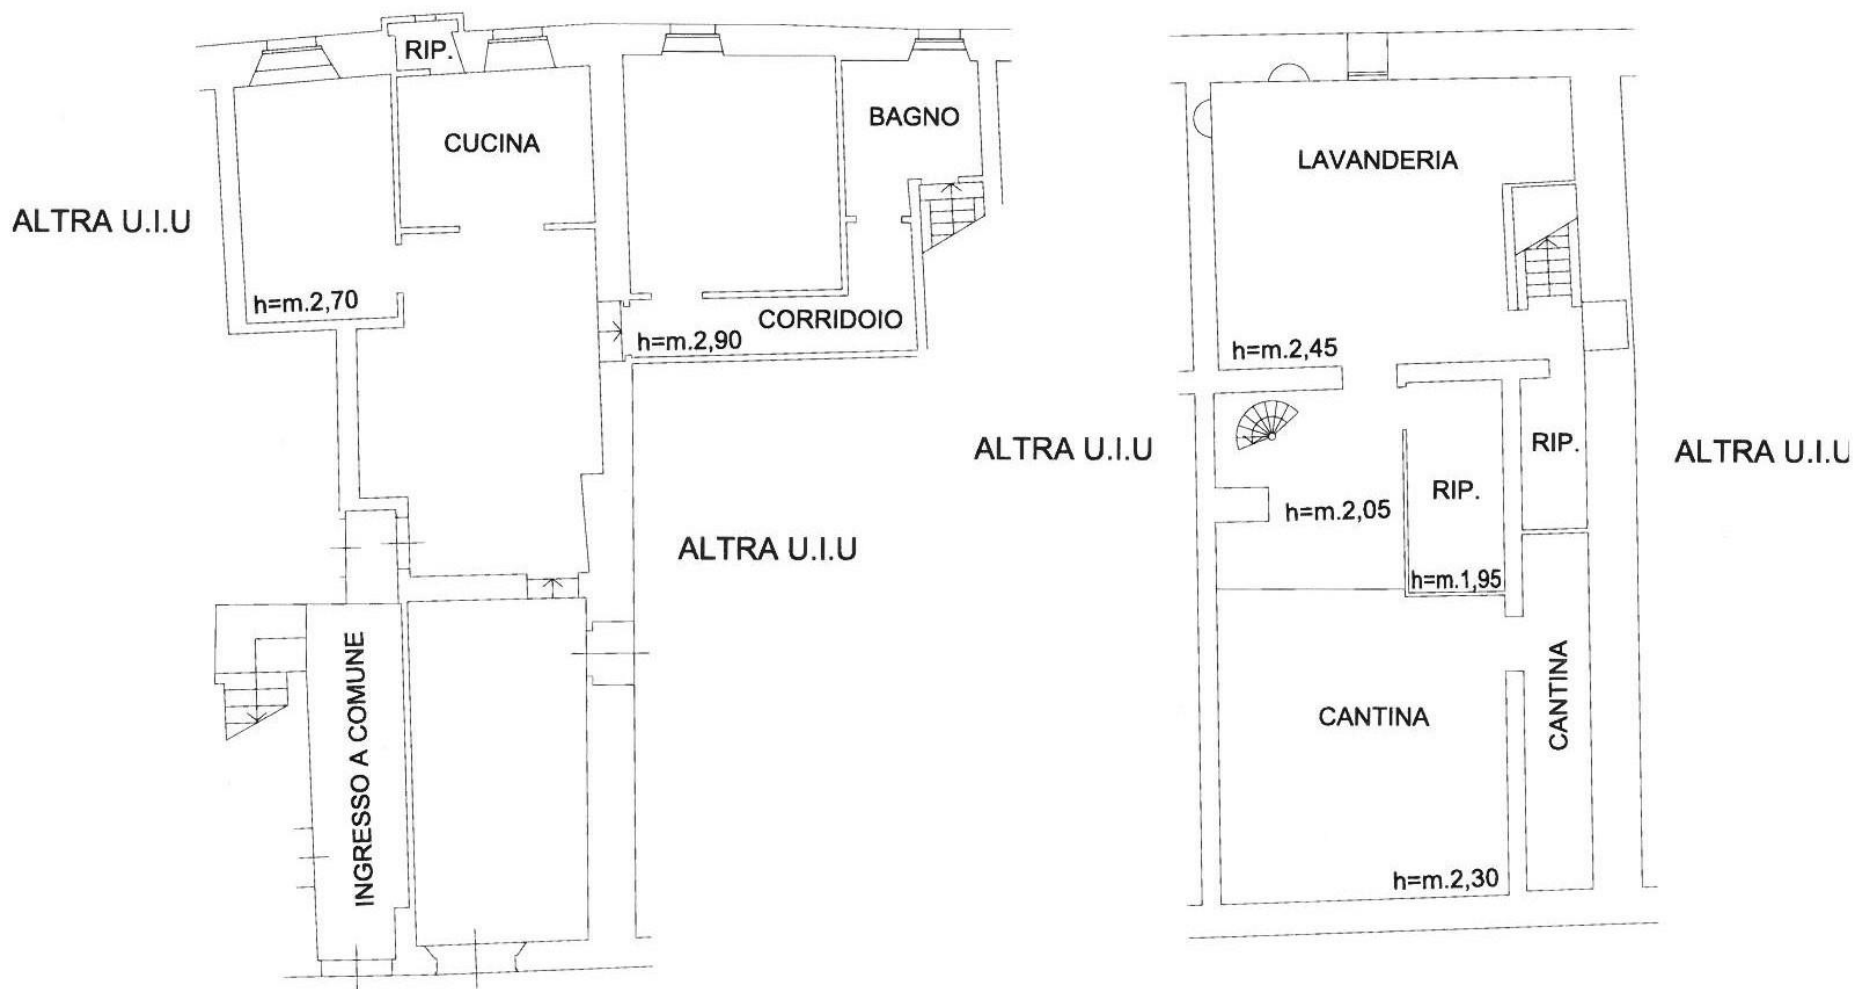 RIP.
CUCINA
BAGNO
ALTRA U.I.U
h=m.2,70
CORRIDOIO
h=m.2,90
ALTRA U.I.U
INGRESSO A COMUNE
LAVANDERIA
h=m.2,45
ALTRA U.I.U
RIP.
RIP.
ALTRA U.I.U
h=m.2,05
h=m.1,95
CANTINA
CANTINA
h=m.2,30